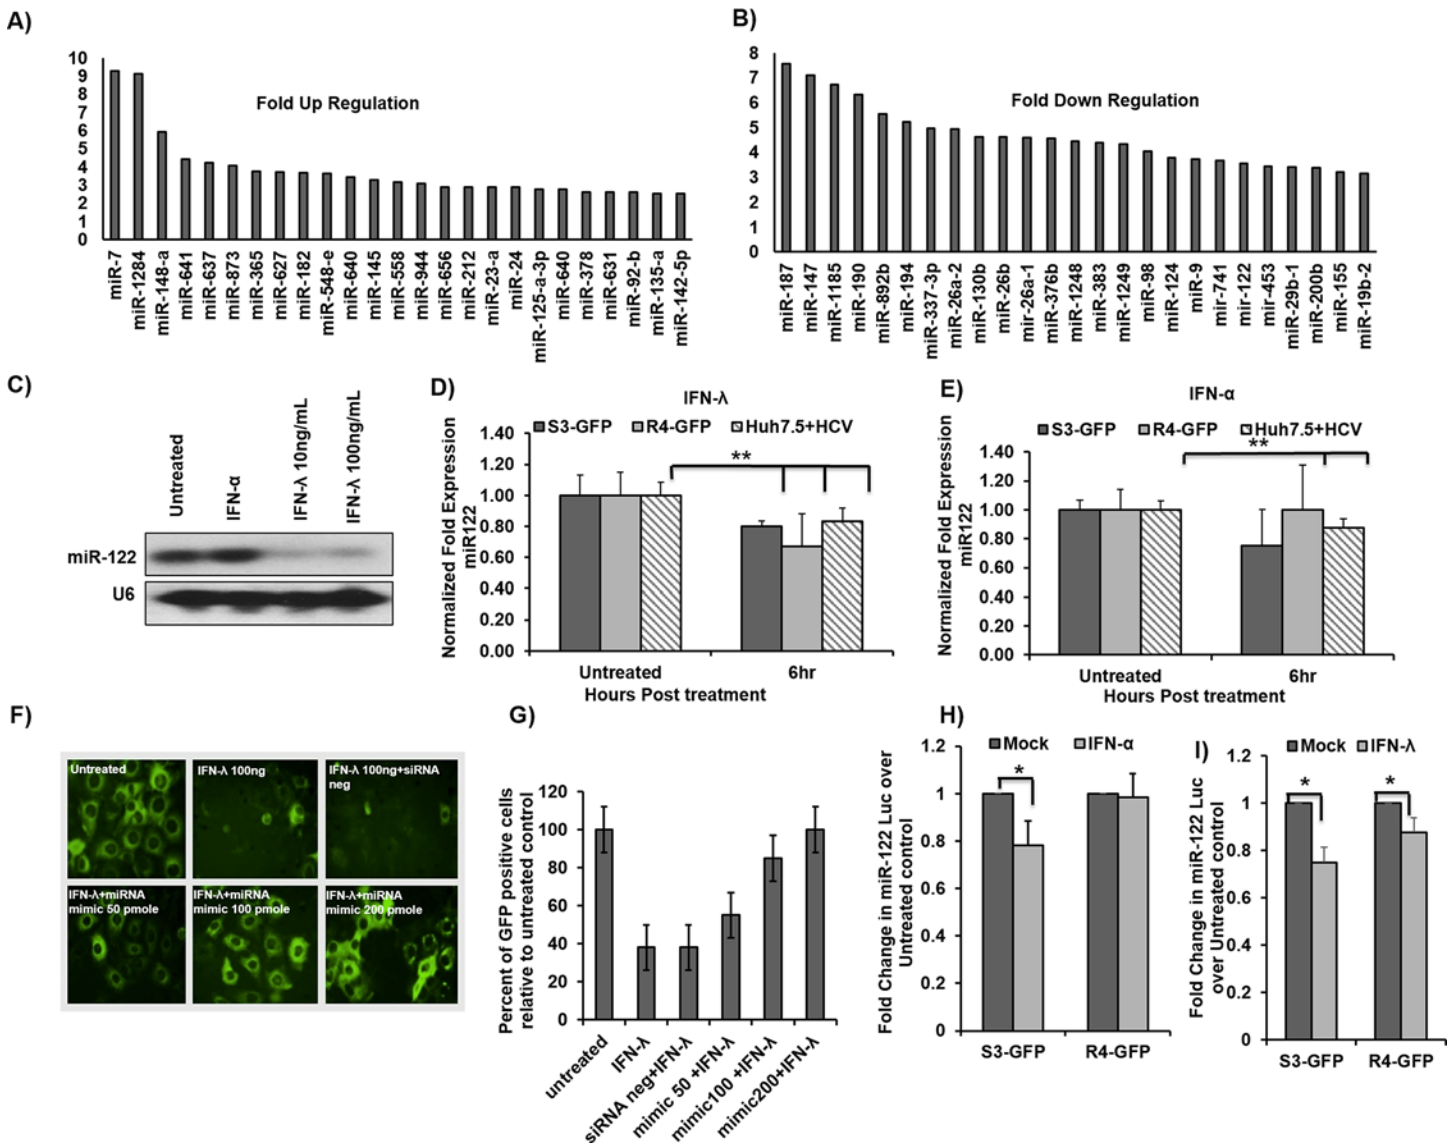 A)
10
9
8
7
6
5
4
3
2
1
0
Fold Up Regulation
miR-7
miR-1284
miR-148-a
miR-641
miR-637
miR-873
miR-365
miR-627
miR-182
miR-548-e
miR-640
miR-145
miR-558
miR-944
miR-656
miR-212
miR-23-a
miR-24
miR-125-a-3p
miR-640
miR-378
miR-631
miR-92-b
miR-135-a
miR-142-5p
B)
8
7
6
5
4
3
2
1
0
Fold Down Regulation
miR-187
miR-147
miR-1185
miR-190
miR-892b
miR-194
miR-337-3p
miR-26a-2
miR-130b
miR-26b
mir-26a-1
miR-376b
miR-1248
miR-383
miR-1249
miR-98
miR-124
miR-9
mir-741
mir-122
mir-453
miR-29b-1
miR-200b
miR-155
miR-19b-2
C)
Untreated
IFN-α
IFN-λ 10ng/mL
IFN-λ 100ng/mL
miR-122
U6
D)
IFN-λ
S3-GFP R4-GFP Huh7.5+HCV
Normalized Fold Expression
miR122
1.40
1.20
1.00
0.80
0.60
0.40
0.20
0.00
**
Untreated 6hr
Hours Post treatment
E)
IFN-α
S3-GFP R4-GFP Huh7.5+HCV
Normalized Fold Expression
miR122
1.40
1.20
1.00
0.80
0.60
0.40
0.20
0.00
**
Untreated 6hr
Hours Post treatment
F)
Untreated
IFN-λ 100ng
IFN-λ 100ng+siRNA
neg
IFN-λ+miRNA
mimic 50 pmole
IFN-λ+miRNA
mimic 100 pmole
IFN-λ+miRNA
mimic 200 pmole
G)
Percent of GFP positive cells
relative to untreated control
120
100
80
60
40
20
0
untreated
IFN-λ
siRNA neg+IFN-λ
mimic 50 +IFN-λ
mimic100 +IFN-λ
mimic200+IFN-λ
H)
Mock IFN-α
Fold Change in miR-122 Luc over
Untreated control
1.2
1
0.8
0.6
0.4
0.2
0
*
S3-GFP R4-GFP
I)
Mock IFN-λ
Fold Change in miR-122 Luc
over Untreated control
1.2
1
0.8
0.6
0.4
0.2
0
* *
S3-GFP R4-GFP